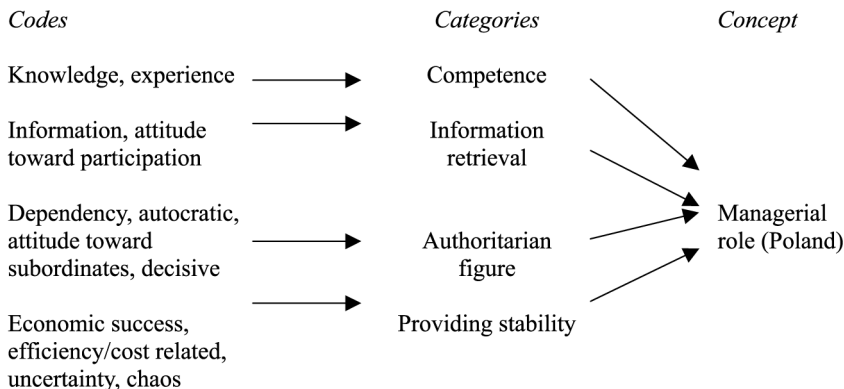 Codes Categories Concept
Knowledge, experience Competence
Information, attitude
toward participation
Information
retrieval
Dependency, autocratic,
attitude toward
subordinates, decisive
Authoritarian
figure
Managerial
role (Poland)
Economic success,
efficiency/cost related,
uncertainty, chaos
Providing stability